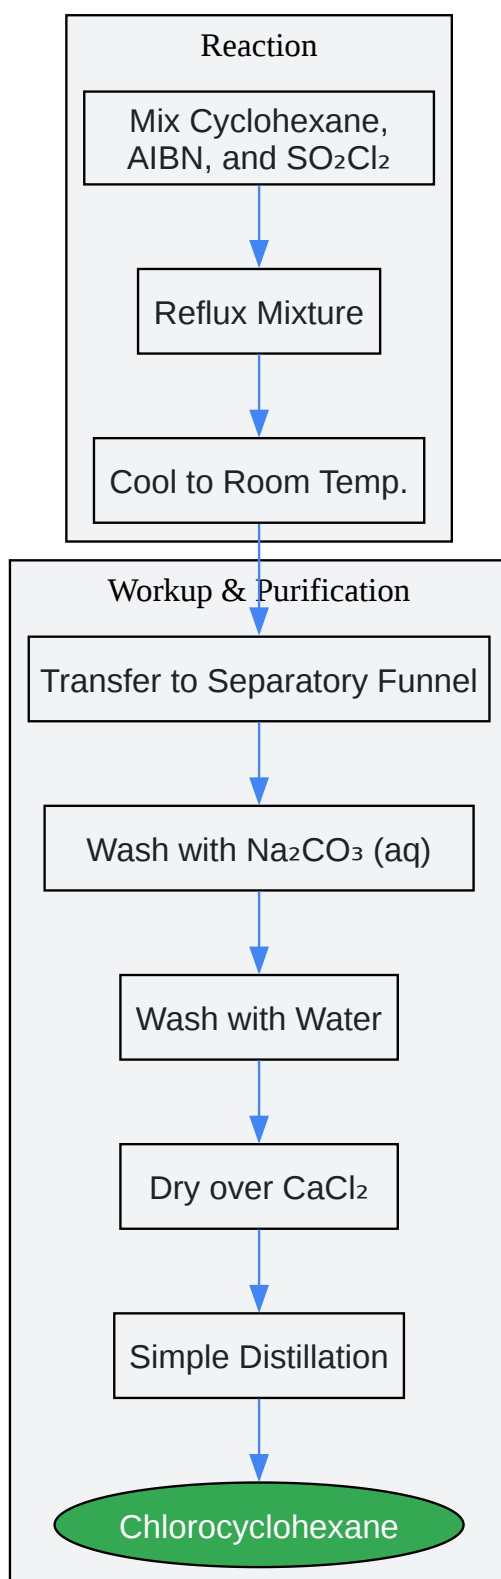 Reaction
Mix Cyclohexane,
AIBN, and SO₂Cl₂
Reflux Mixture
Cool to Room Temp.
Workup & Purification
Transfer to Separatory Funnel
Wash with Na₂CO₃ (aq)
Wash with Water
Dry over CaCl₂
Simple Distillation
Chlorocyclohexane